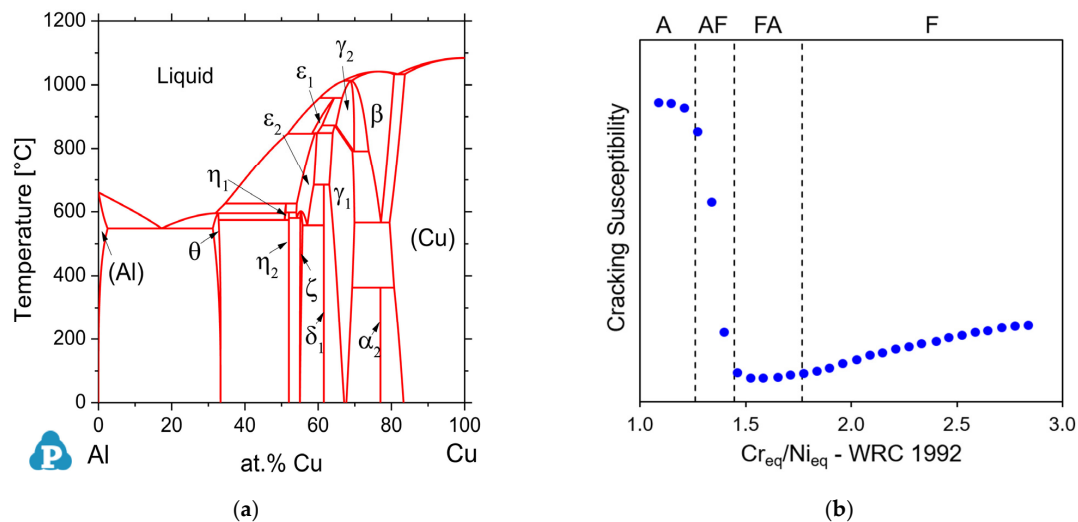 1200
1000
800
600
400
200
0
Temperature [°C]
Liquid
ε₁
γ₂
ε₂
β
η₁
γ₁
θ
(Al)
η₂
ζ
(Cu)
δ₁
α₂
0 20 40 60 80 100
P
Al at.% Cu Cu
(a)
A AF FA F
Cracking Susceptibility
1.0 1.5 2.0 2.5 3.0
Cr_eq/Ni_eq - WRC 1992
(b)